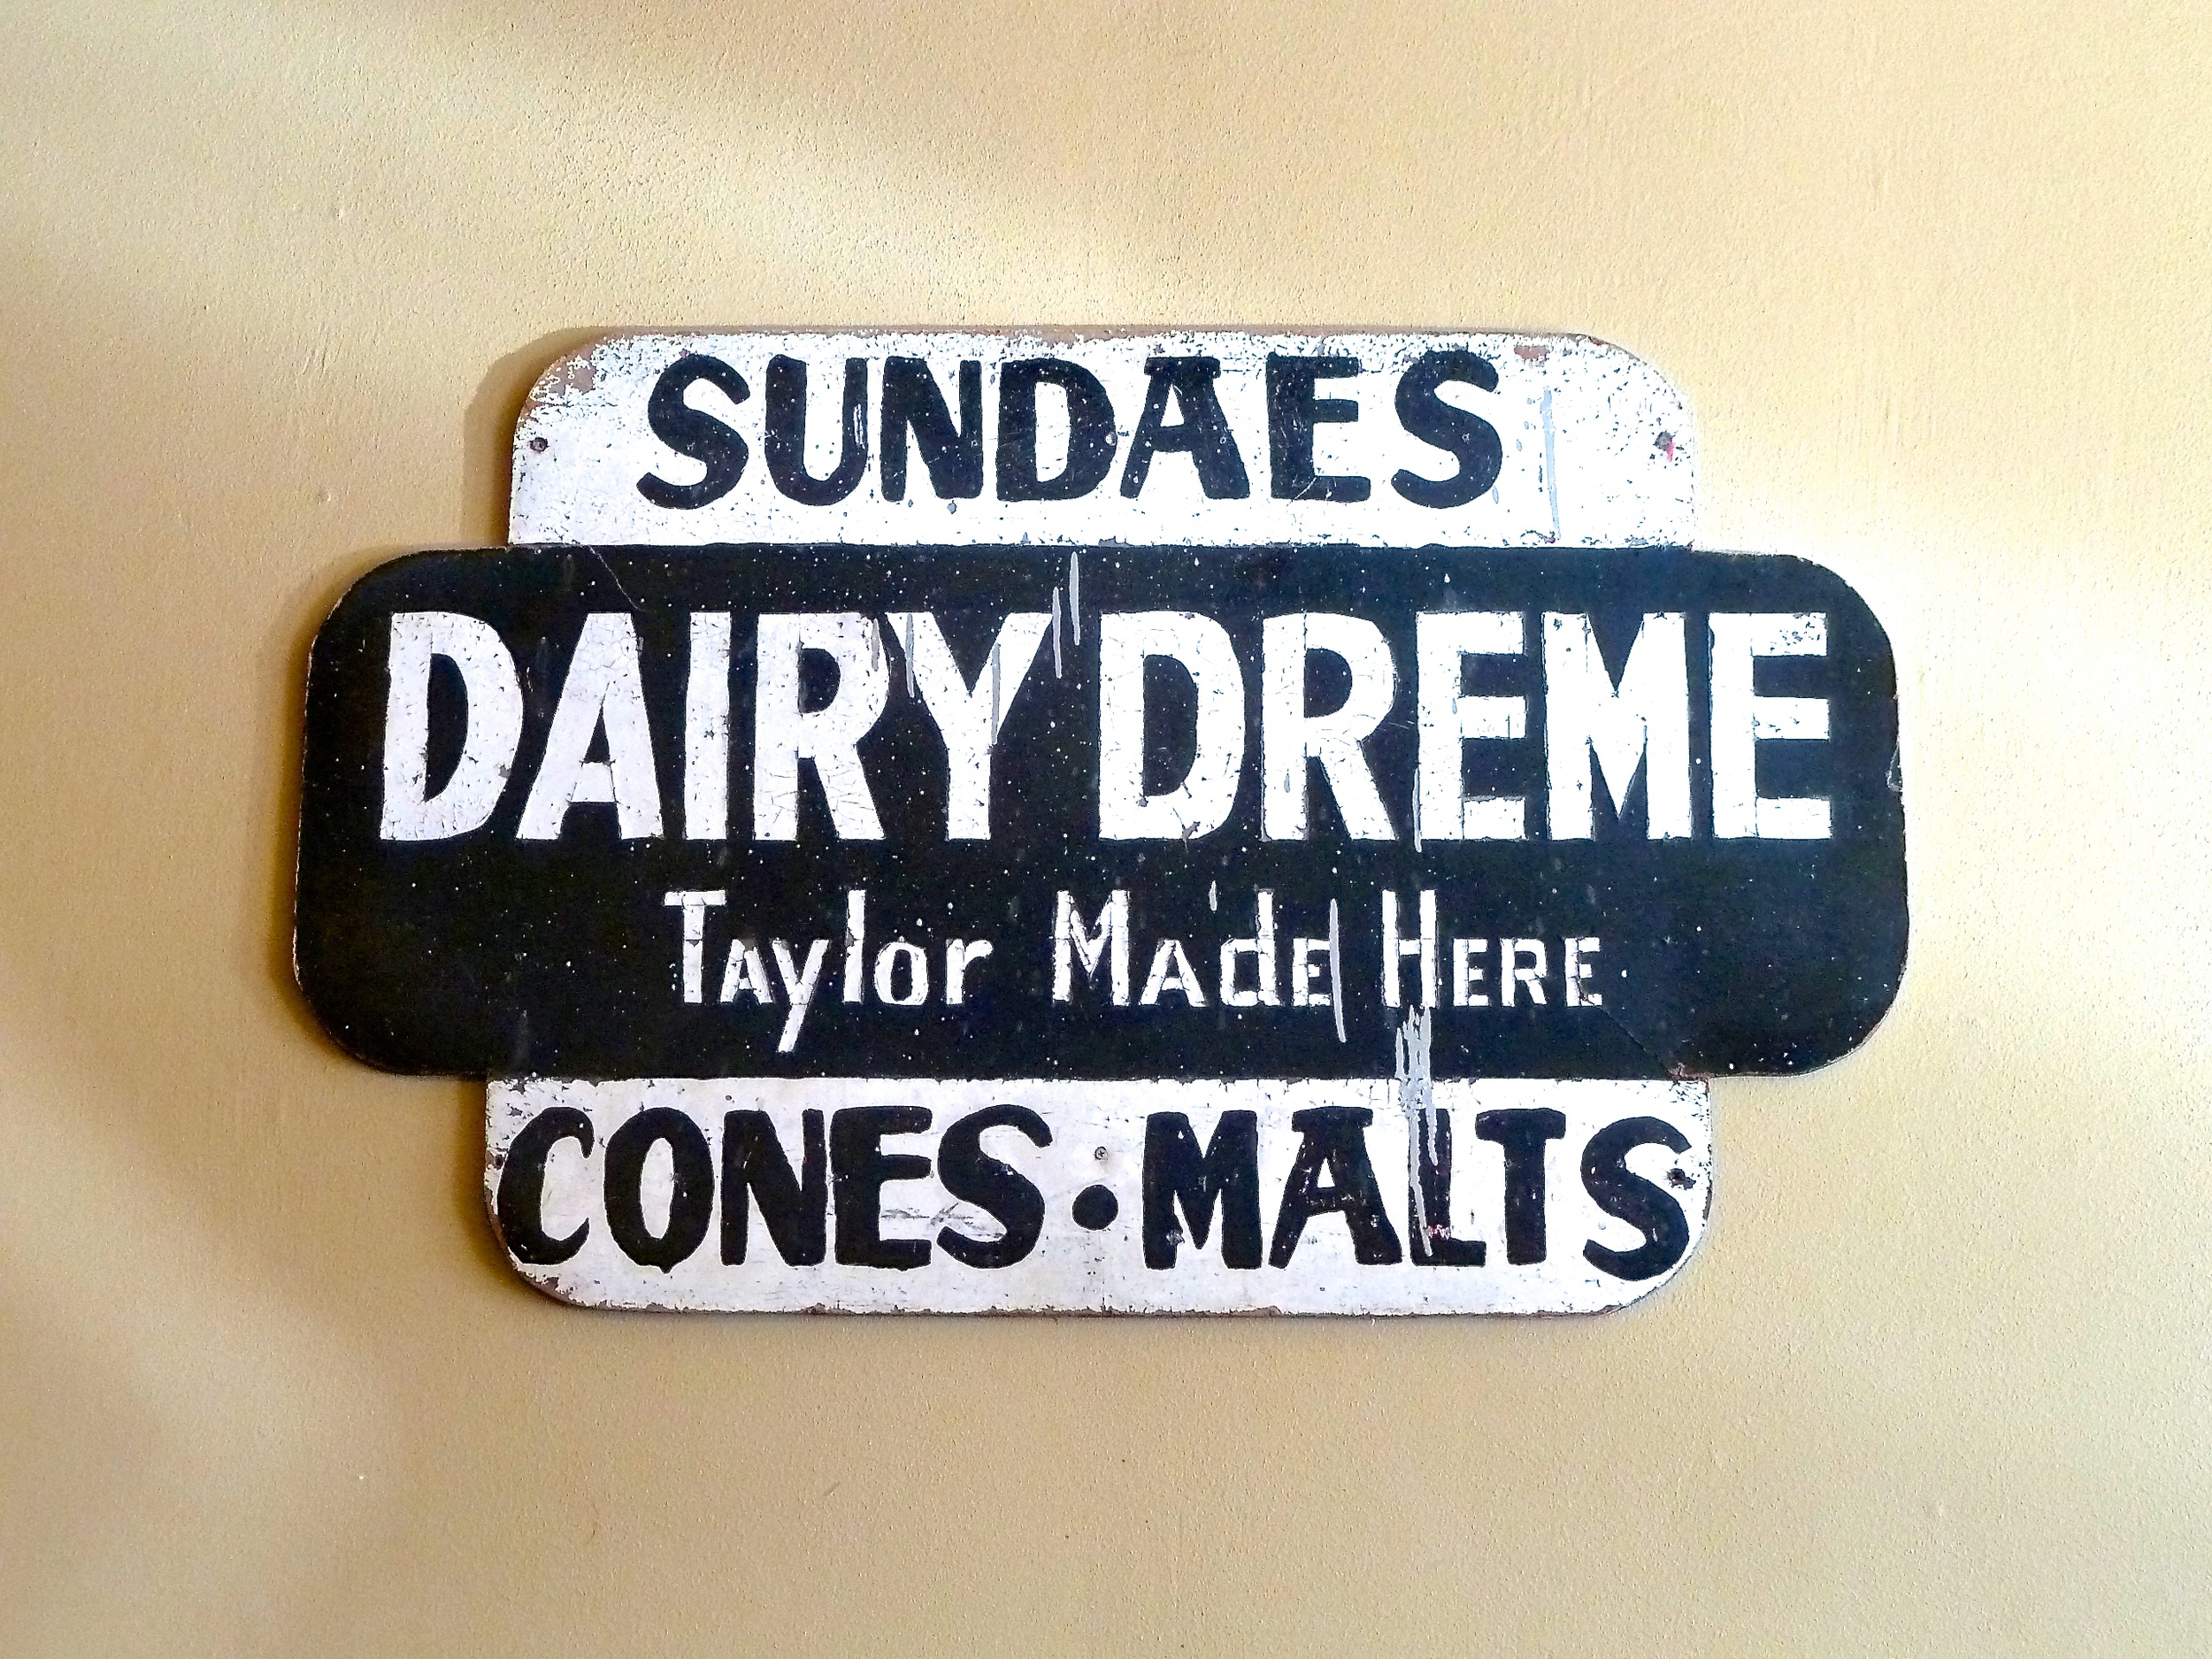 SUNDAES
DAIRY DREME
Taylor Made Here
CONES • MALTS